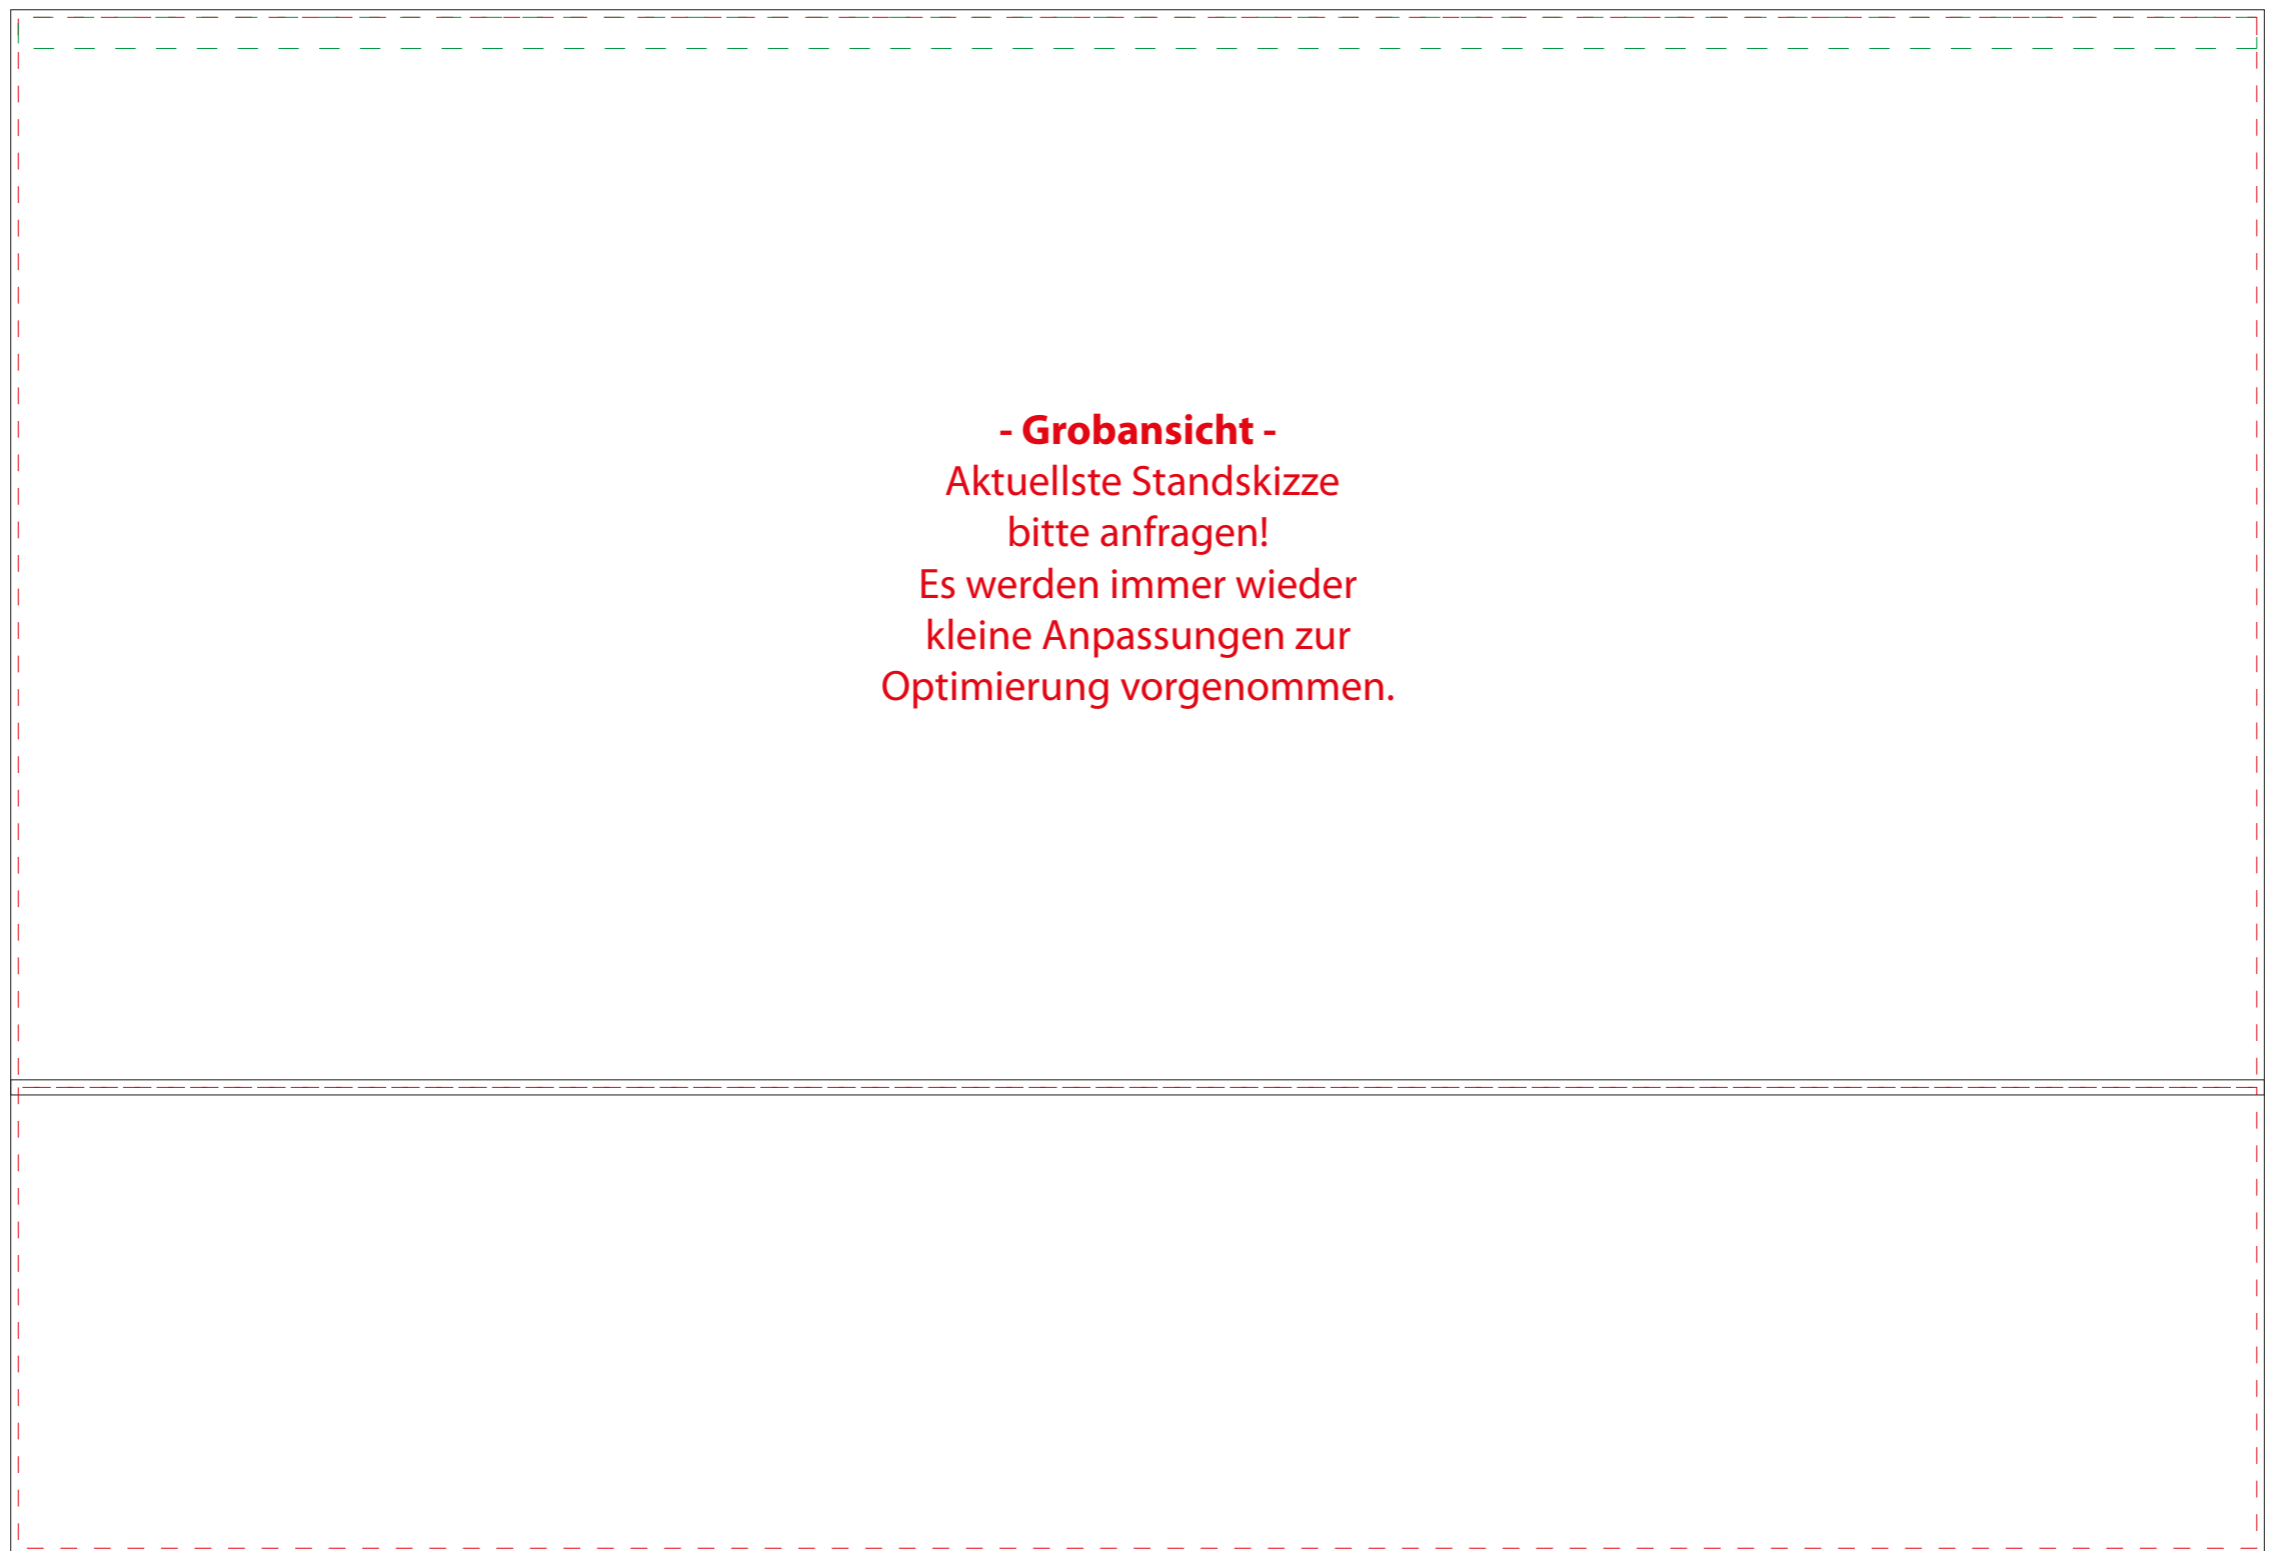 - Grobansicht -
Aktuellste Standskizze
bitte anfragen!
Es werden immer wieder
kleine Anpassungen zur
Optimierung vorgenommen.